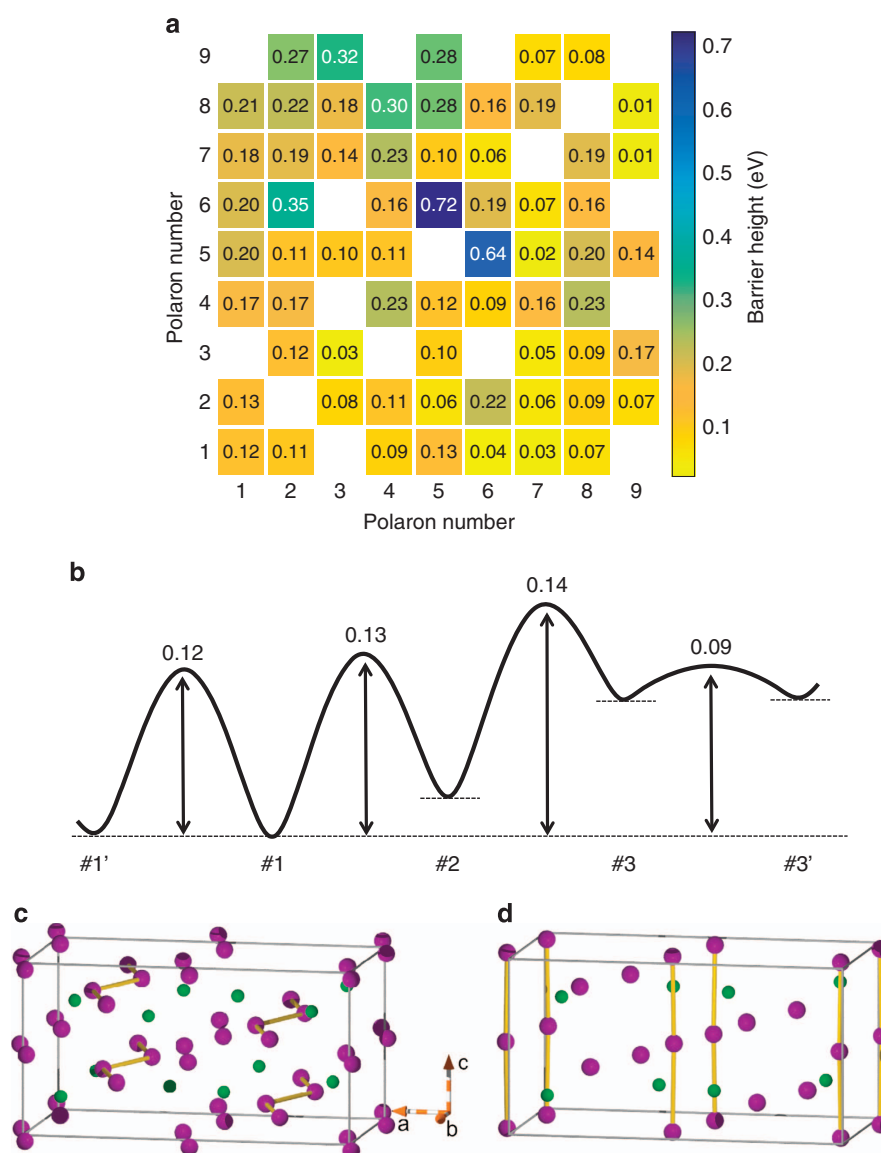 a
9 0.27 0.32 0.28 0.07 0.08
8 0.21 0.22 0.18 0.30 0.28 0.16 0.19 0.01
7 0.18 0.19 0.14 0.23 0.10 0.06 0.19 0.01
6 0.20 0.35 0.16 0.72 0.19 0.07 0.16
5 0.20 0.11 0.10 0.11 0.64 0.02 0.20 0.14
4 0.17 0.17 0.23 0.12 0.09 0.16 0.23
3 0.12 0.03 0.10 0.05 0.09 0.17
2 0.13 0.08 0.11 0.06 0.22 0.06 0.09 0.07
1 0.12 0.11 0.09 0.13 0.04 0.03 0.07
1 2 3 4 5 6 7 8 9
Polaron number
Polaron number
0.7
0.6
0.5
0.4
0.3
0.2
0.1
Barrier height (eV)
b
0.12 0.13 0.14 0.09
#1' #1 #2 #3 #3'
c
c
a
b
d